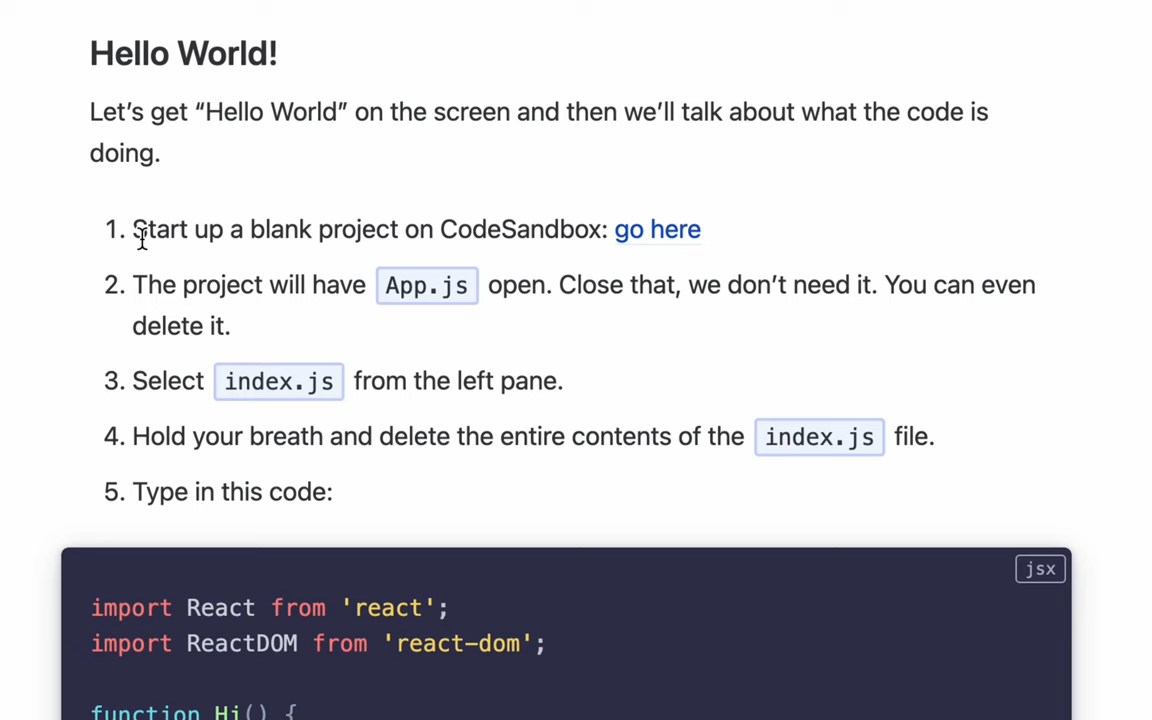 Hello World!
Let’s get “Hello World” on the screen and then we’ll talk about what the code is
doing.
1. Start up a blank project on CodeSandbox: go here
2. The project will have App.js open. Close that, we don’t need it. You can even
delete it.
3. Select index.js from the left pane.
4. Hold your breath and delete the entire contents of the index.js file.
5. Type in this code:
jsx
import React from 'react';
import ReactDOM from 'react-dom';
function Hi() {